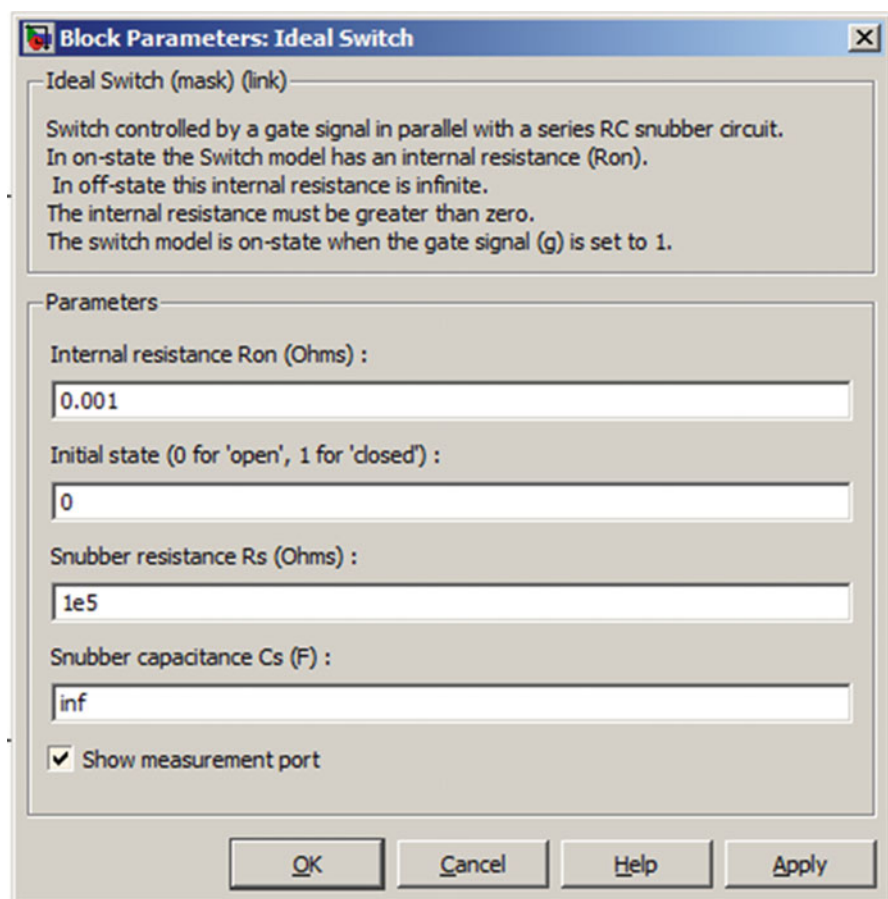 Block Parameters: Ideal Switch
Ideal Switch (mask) (link)
Switch controlled by a gate signal in parallel with a series RC snubber circuit.
In on-state the Switch model has an internal resistance (Ron).
In off-state this internal resistance is infinite.
The internal resistance must be greater than zero.
The switch model is on-state when the gate signal (g) is set to 1.
Parameters
Internal resistance Ron (Ohms) :
0.001
Initial state (0 for 'open', 1 for 'closed') :
0
Snubber resistance Rs (Ohms) :
1e5
Snubber capacitance Cs (F) :
inf
Show measurement port
OK Cancel Help Apply